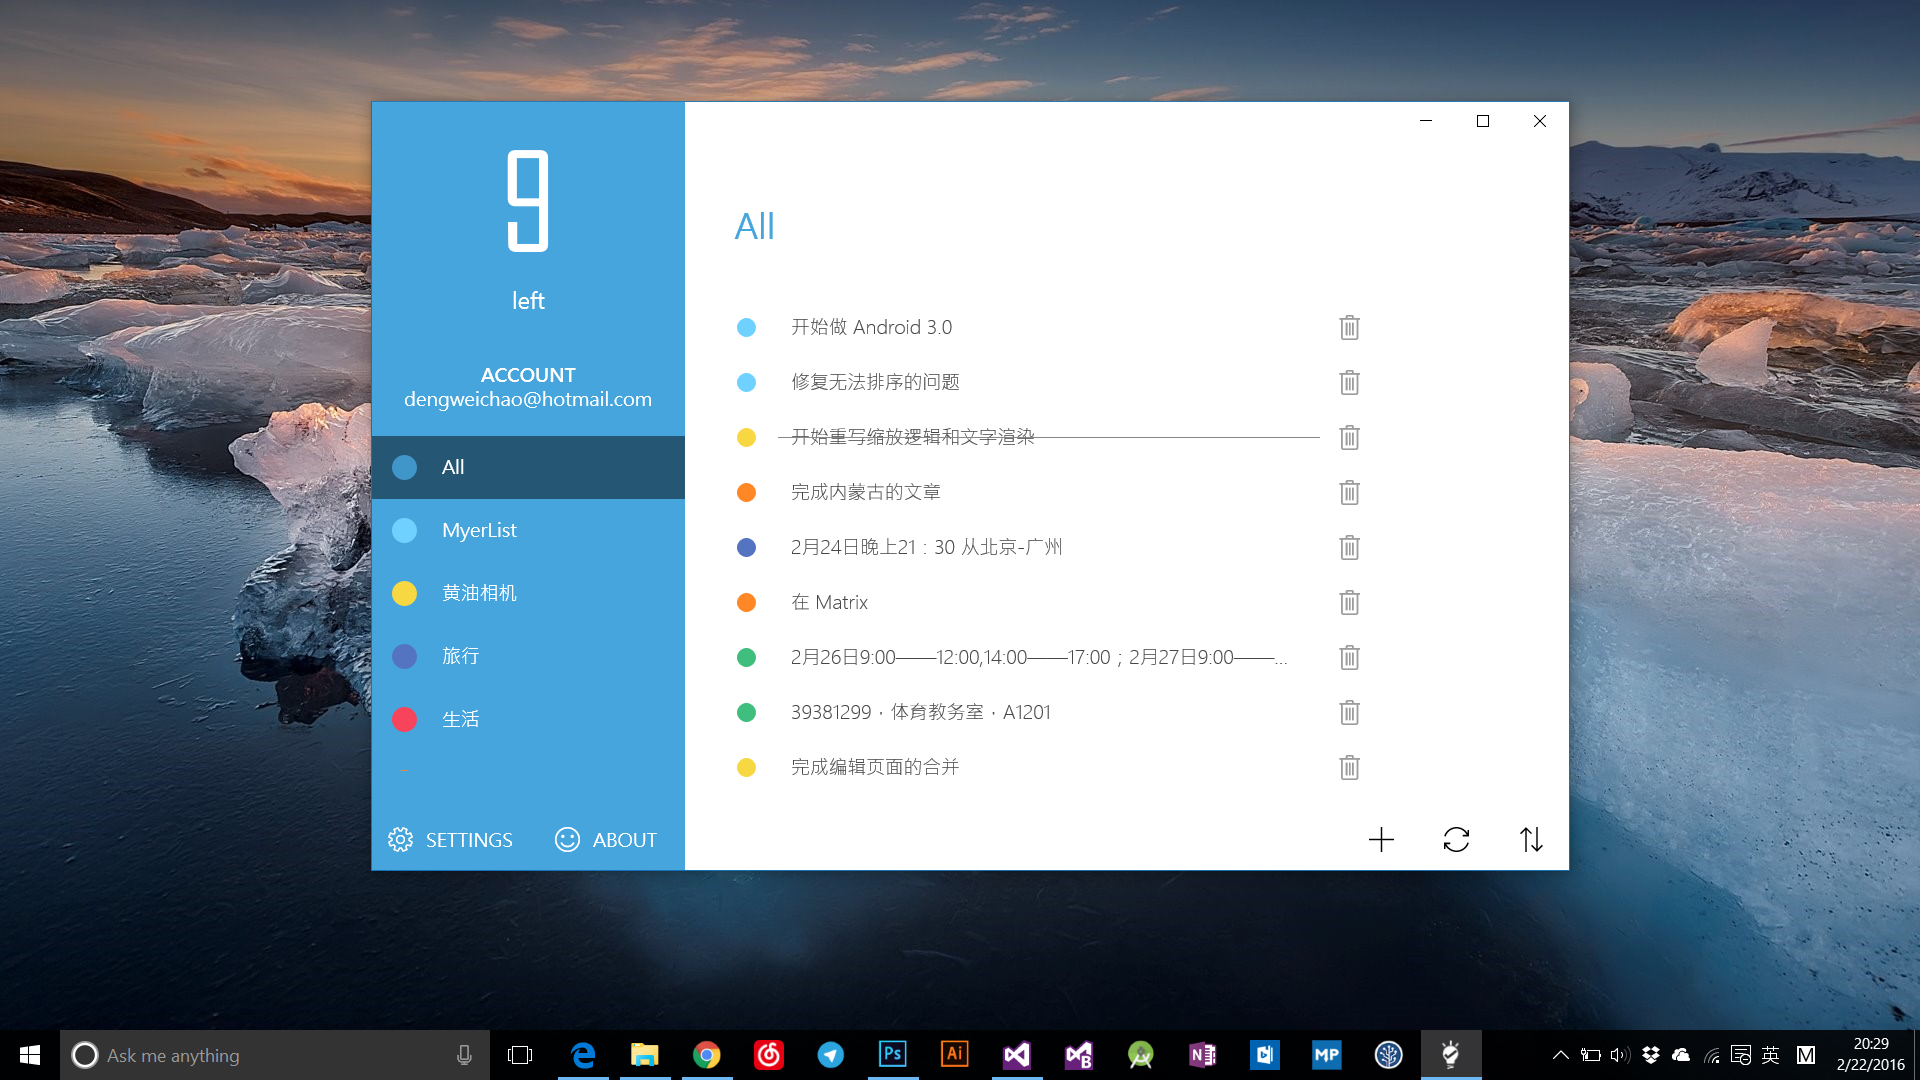 9
left
ACCOUNT
dengweichao@hotmail.com
All
MyerList
黄油相机
旅行
生活
SETTINGS
ABOUT
All
开始做 Android 3.0
修复无法排序的问题
开始重写缩放逻辑和文字渲染
完成内蒙古的文章
2月24日晚上21：30 从北京-广州
在 Matrix
2月26日9:00——12:00,14:00——17:00；2月27日9:00——...
39381299 · 体育教务室 · A1201
完成编辑页面的合并
Ask me anything
Ps
Ai
B
N
MP
英
M
20:29
2/22/2016